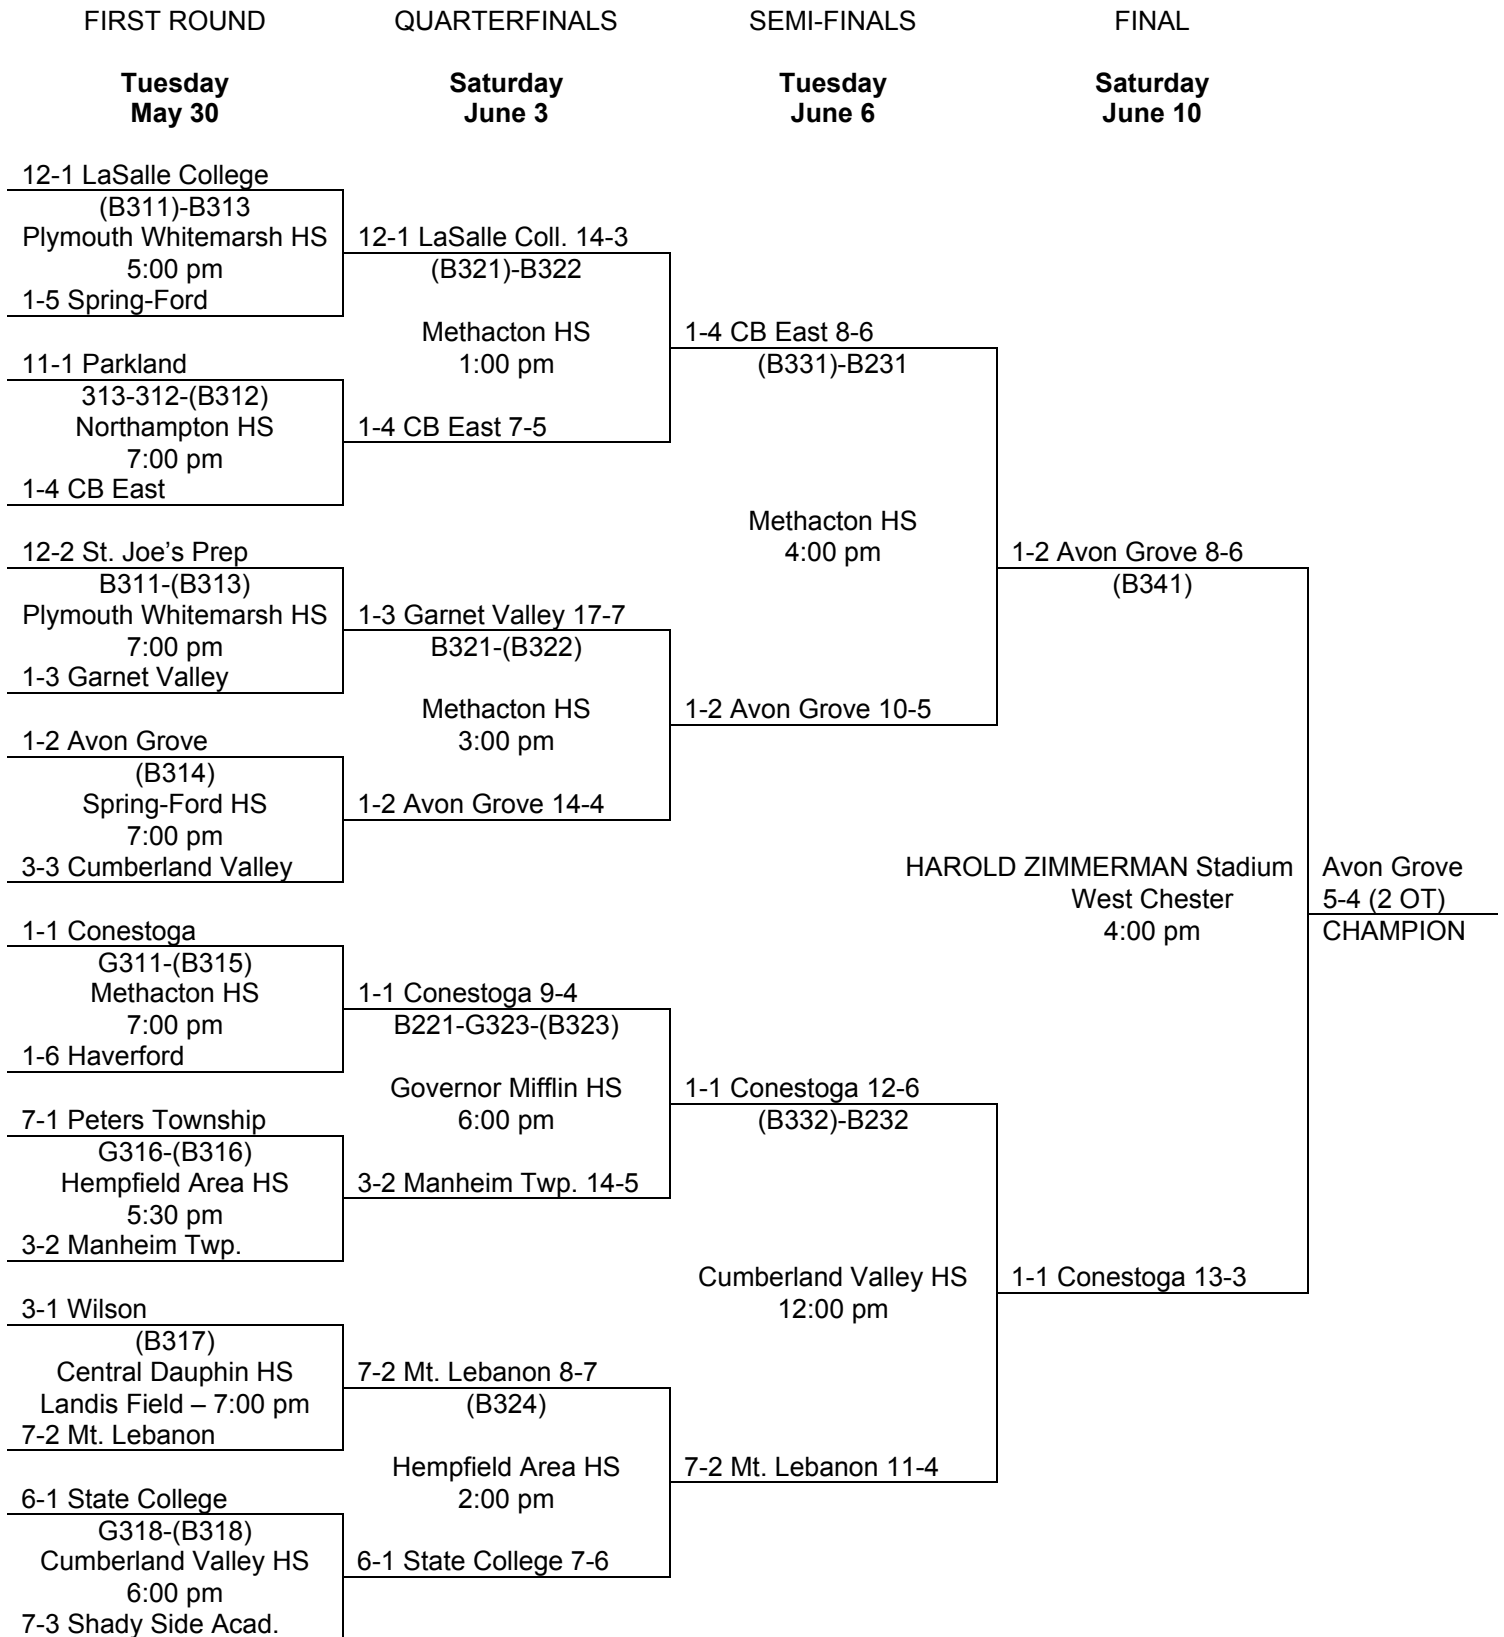 FIRST ROUND
QUARTERFINALS
SEMI-FINALS
FINAL
Tuesday
May 30
Saturday
June 3
Tuesday
June 6
Saturday
June 10
12-1 LaSalle College
(B311)-B313
Plymouth Whitemarsh HS
5:00 pm
1-5 Spring-Ford
11-1 Parkland
313-312-(B312)
Northampton HS
7:00 pm
1-4 CB East
12-2 St. Joe’s Prep
B311-(B313)
Plymouth Whitemarsh HS
7:00 pm
1-3 Garnet Valley
1-2 Avon Grove
(B314)
Spring-Ford HS
7:00 pm
3-3 Cumberland Valley
1-1 Conestoga
G311-(B315)
Methacton HS
7:00 pm
1-6 Haverford
7-1 Peters Township
G316-(B316)
Hempfield Area HS
5:30 pm
3-2 Manheim Twp.
3-1 Wilson
(B317)
Central Dauphin HS
Landis Field – 7:00 pm
7-2 Mt. Lebanon
6-1 State College
G318-(B318)
Cumberland Valley HS
6:00 pm
7-3 Shady Side Acad.
12-1 LaSalle Coll. 14-3
(B321)-B322
Methacton HS
1:00 pm
1-4 CB East 7-5
1-3 Garnet Valley 17-7
B321-(B322)
Methacton HS
3:00 pm
1-2 Avon Grove 14-4
1-1 Conestoga 9-4
B221-G323-(B323)
Governor Mifflin HS
6:00 pm
3-2 Manheim Twp. 14-5
7-2 Mt. Lebanon 8-7
(B324)
Hempfield Area HS
2:00 pm
6-1 State College 7-6
1-4 CB East 8-6
(B331)-B231
Methacton HS
4:00 pm
1-2 Avon Grove 10-5
1-1 Conestoga 12-6
(B332)-B232
Cumberland Valley HS
12:00 pm
7-2 Mt. Lebanon 11-4
1-2 Avon Grove 8-6
(B341)
HAROLD ZIMMERMAN Stadium
West Chester
4:00 pm
1-1 Conestoga 13-3
Avon Grove
5-4 (2 OT)
CHAMPION